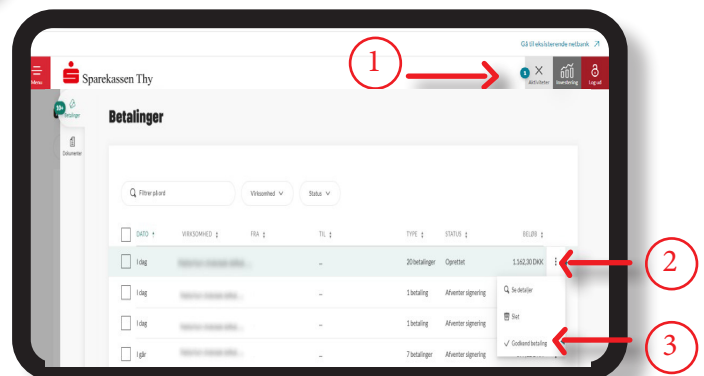 Gå til eksisterende netbank
1
Menu
Sparekassen Thy
1
Aktiviteter
Investering
Log ud
10+
Betalinger
Betalinger
Dokumenter
Filtrer på ord
Virksomhed
Status
DATO
VIRKSOMHED
FRA
TIL
TYPE
STATUS
BELØB
I dag
...
–
20 betalinger
Oprettet
1.162,30 DKK
2
I dag
...
–
1 betaling
Afventer signering
Se detaljer
I dag
...
–
1 betaling
Afventer signering
Slet
Godkend betaling
3
I går
...
–
7 betalinger
Afventer signering